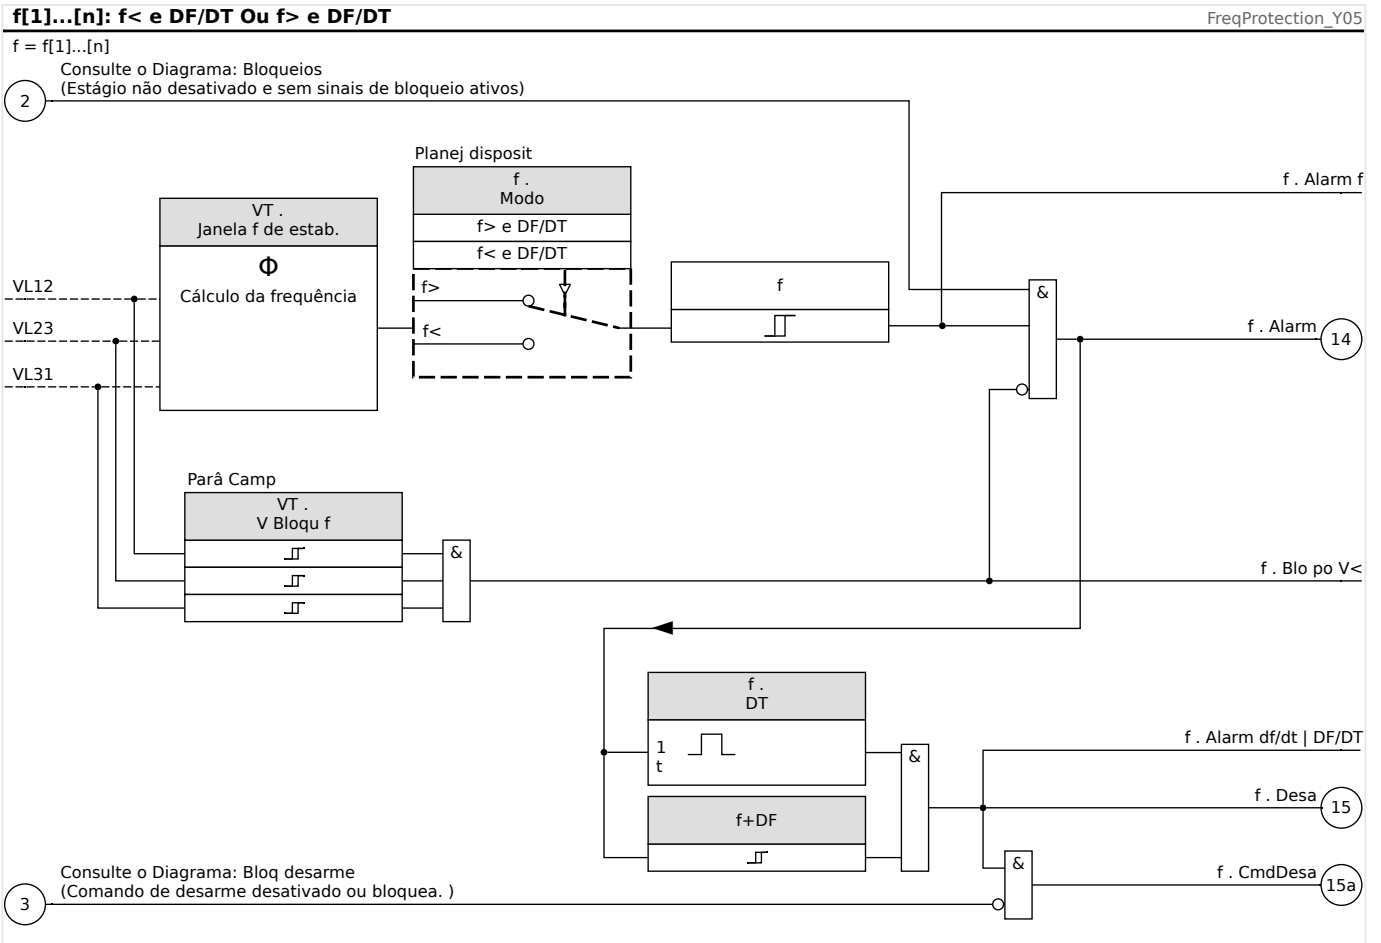 f[1]...[n]: f< e DF/DT Ou f> e DF/DT
FreqProtection_Y05
f = f[1]...[n]
Consulte o Diagrama: Bloqueios
(Estágio não desativado e sem sinais de bloqueio ativos)
2
Planej disposit
f .
Modo
f> e DF/DT
f< e DF/DT
f>
f<
VT .
Janela f de estab.
Φ
Cálculo da frequência
VL12
VL23
VL31
f
&
f . Alarm f
f . Alarm
14
Parâ Camp
VT .
V Bloqu f
&
f . Blo po V<
f .
DT
1
t
f+DF
&
f . Alarm df/dt | DF/DT
f . Desa
15
&
f . CmdDesa
15a
Consulte o Diagrama: Bloq desarme
(Comando de desarme desativado ou bloquea. )
3